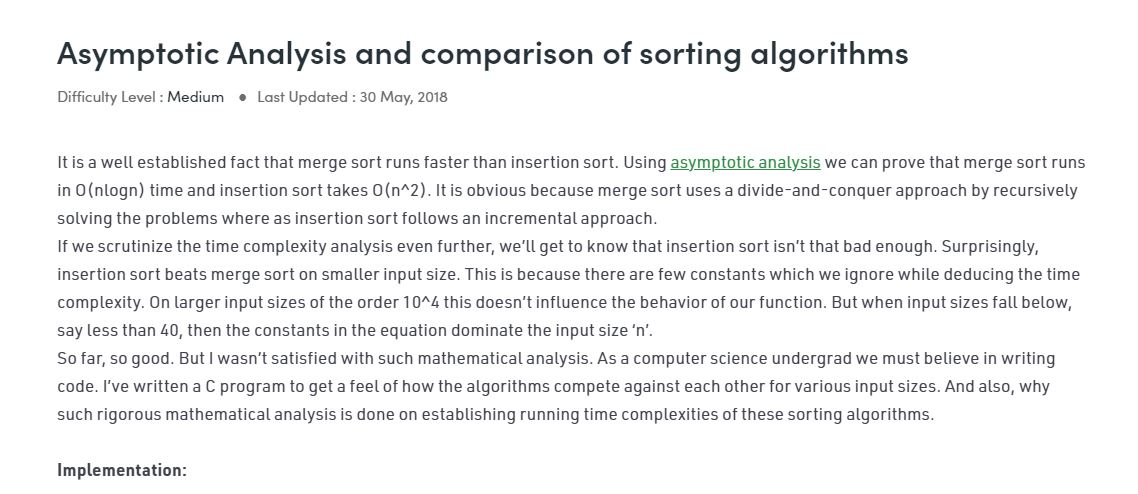 Asymptotic Analysis and comparison of sorting algorithms
Difficulty Level : Medium ● Last Updated : 30 May, 2018
It is a well established fact that merge sort runs faster than insertion sort. Using asymptotic analysis we can prove that merge sort runs
in O(nlogn) time and insertion sort takes O(n^2). It is obvious because merge sort uses a divide-and-conquer approach by recursively
solving the problems where as insertion sort follows an incremental approach.
If we scrutinize the time complexity analysis even further, we’ll get to know that insertion sort isn’t that bad enough. Surprisingly,
insertion sort beats merge sort on smaller input size. This is because there are few constants which we ignore while deducing the time
complexity. On larger input sizes of the order 10^4 this doesn’t influence the behavior of our function. But when input sizes fall below,
say less than 40, then the constants in the equation dominate the input size ‘n’.
So far, so good. But I wasn’t satisfied with such mathematical analysis. As a computer science undergrad we must believe in writing
code. I’ve written a C program to get a feel of how the algorithms compete against each other for various input sizes. And also, why
such rigorous mathematical analysis is done on establishing running time complexities of these sorting algorithms.
Implementation: